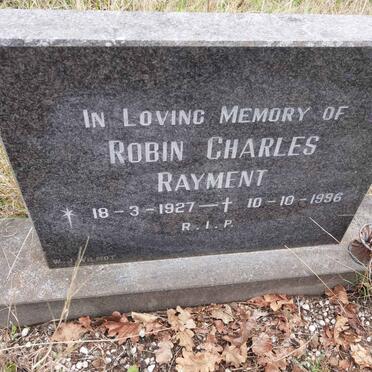 IN LOVING MEMORY OF
ROBIN CHARLES
RAYMENT
18-3-1927 — † 10-10-1996
R.I.P.